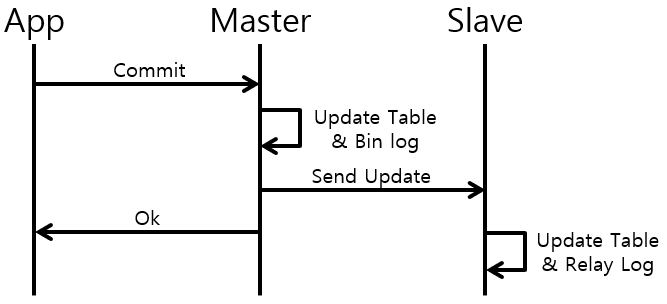 App
Master
Slave
Commit
Update Table
& Bin log
Send Update
Ok
Update Table
& Relay Log